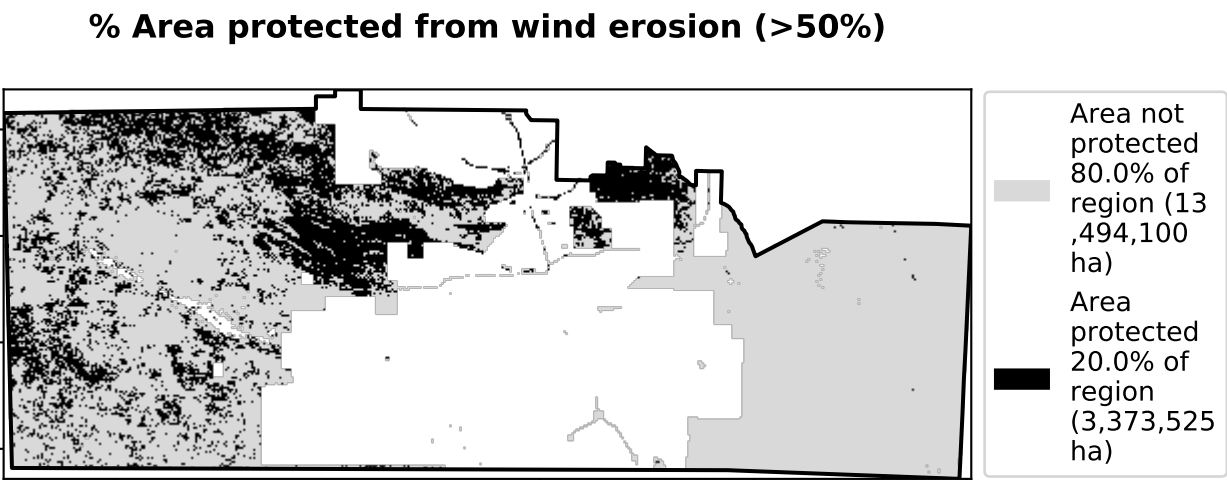 % Area protected from wind erosion (>50%)
Area not
protected
80.0% of
region (13
,494,100
ha)
Area
protected
20.0% of
region
(3,373,525
ha)